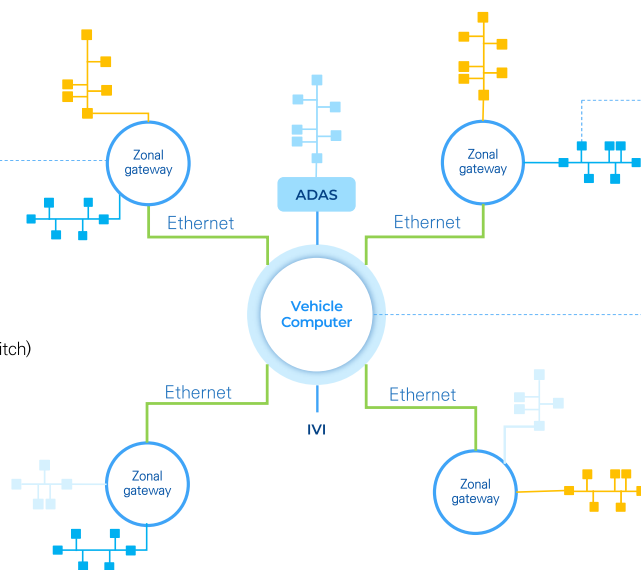 Zonal
gateway
ADAS
Zonal
gateway
Ethernet
Ethernet
Vehicle
Computer
itch)
Ethernet
Ethernet
IVI
Zonal
gateway
Zonal
gateway